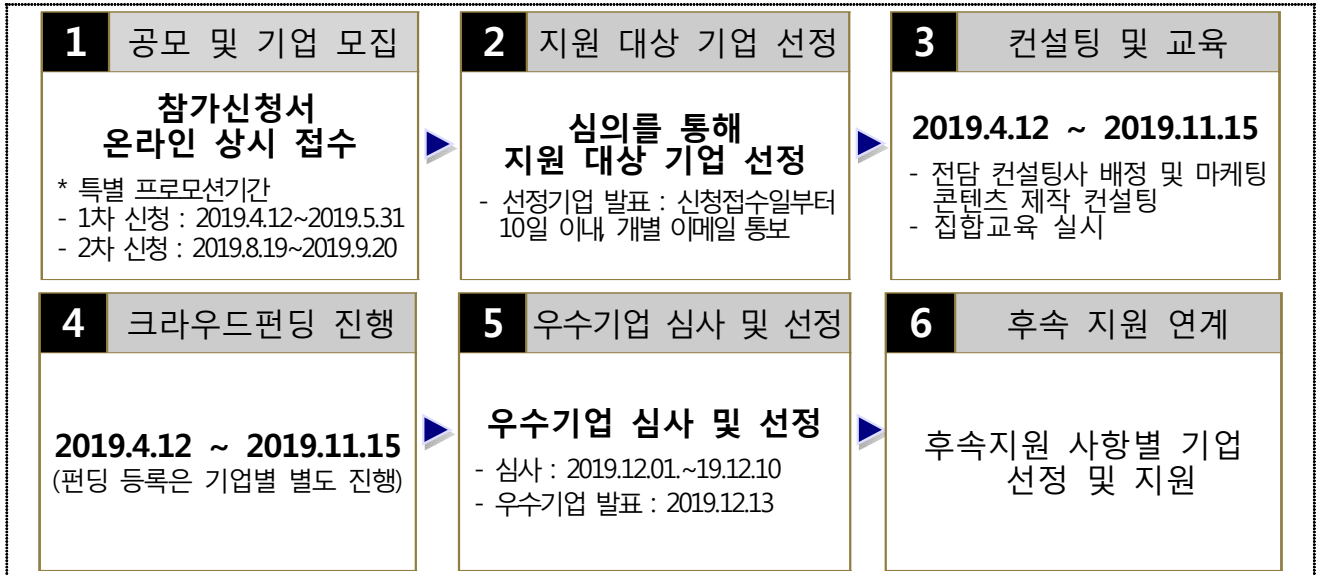 1 공모 및 기업 모집
참가신청서
온라인 상시 접수
* 특별 프로모션기간
- 1차 신청 : 2019.4.12~2019.5.31
- 2차 신청 : 2019.8.19~2019.9.20
2 지원 대상 기업 선정
심의를 통해
지원 대상 기업 선정
- 선정기업 발표 : 신청접수일부터
10일 이내, 개별 이메일 통보
3 컨설팅 및 교육
2019.4.12 ~ 2019.11.15
- 전담 컨설팅사 배정 및 마케팅
콘텐츠 제작 컨설팅
- 집합교육 실시
4 크라우드펀딩 진행
2019.4.12 ~ 2019.11.15
(펀딩 등록은 기업별 별도 진행)
5 우수기업 심사 및 선정
우수기업 심사 및 선정
- 심사 : 2019.12.01.~19.12.10
- 우수기업 발표 : 2019.12.13
6 후속 지원 연계
후속지원 사항별 기업
선정 및 지원